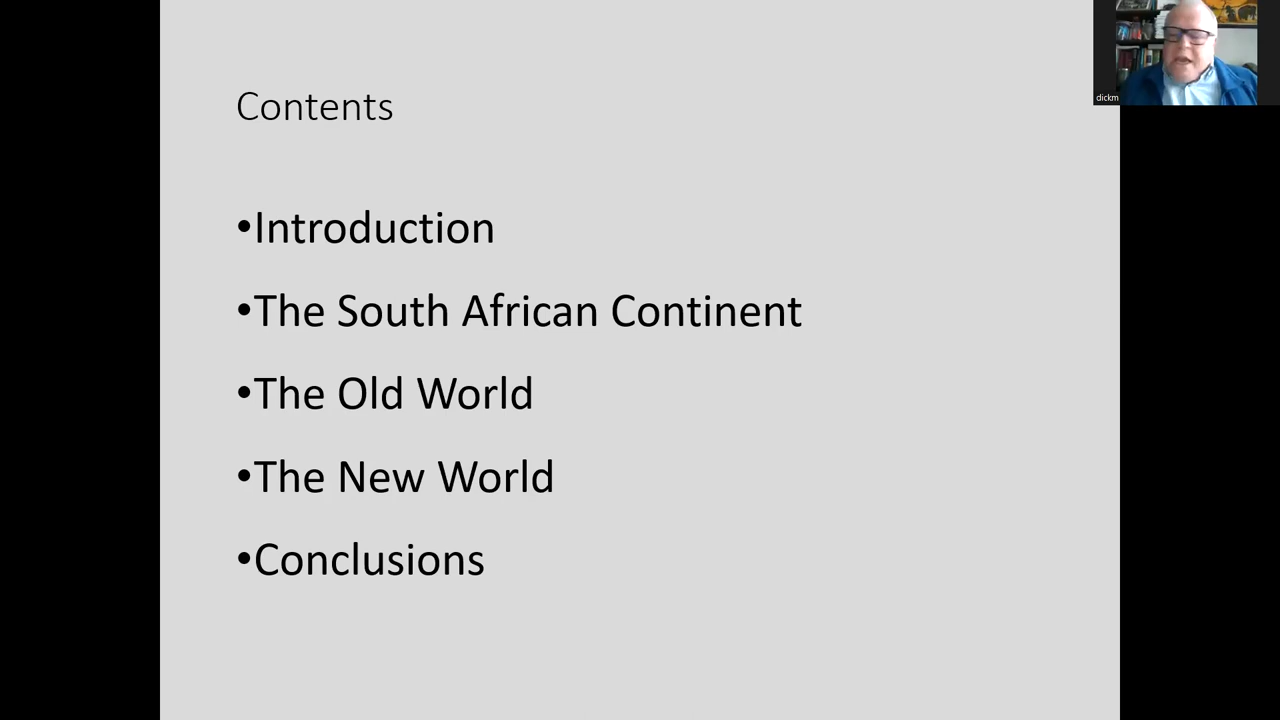 Contents
•Introduction
•The South African Continent
•The Old World
•The New World
•Conclusions
dickm